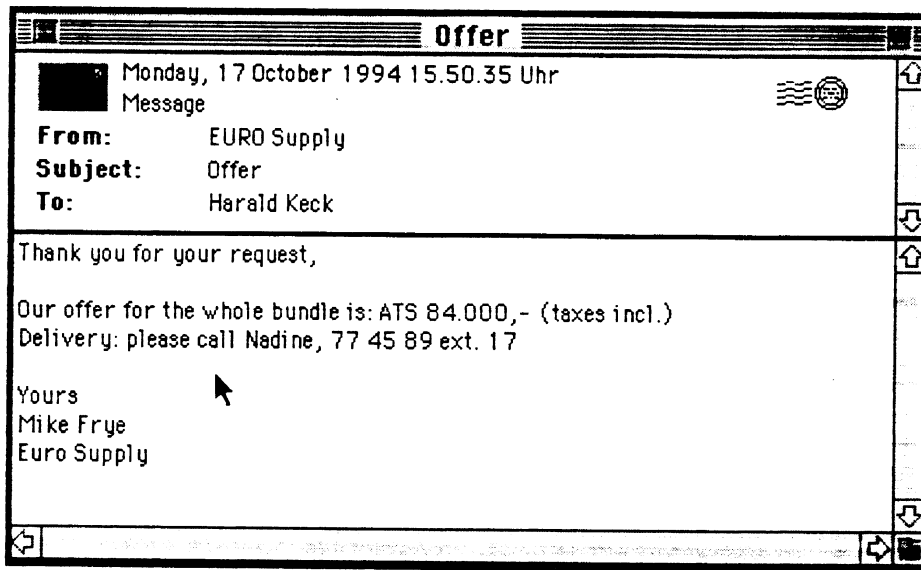 Offer
Monday, 17 October 1994 15.50.35 Uhr
Message
From: EURO Supply
Subject: Offer
To: Harald Keck
Thank you for your request,
Our offer for the whole bundle is: ATS 84.000,- (taxes incl.)
Delivery: please call Nadine, 77 45 89 ext. 17
Yours
Mike Frye
Euro Supply